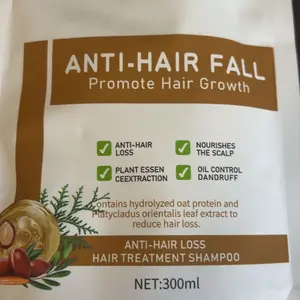 ANTI-HAIR FALL
Promote Hair Growth
ANTI-HAIR
LOSS
NOURISHES
THE SCALP
PLANT ESSEN
CEEXTRACTION
OIL CONTROL
DANDRUFF
ontains hydrolyzed oat protein and
Platycladus orientalis leaf extract to
reduce hair loss.
ANTI-HAIR LOSS
HAIR TREATMENT SHAMPOO
NET:300ml